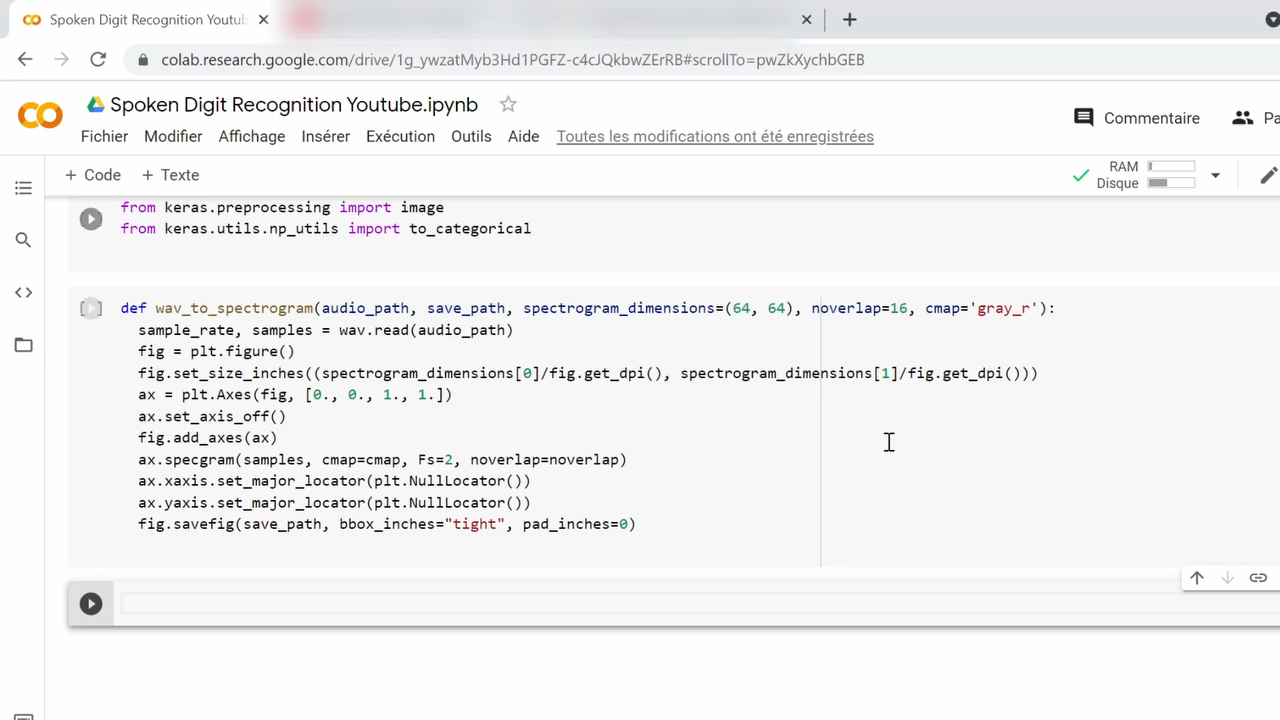 Spoken Digit Recognition Youtub
colab.research.google.com/drive/1g_ywzatMyb3Hd1PGFZ-c4cJQkbwZErRB#scrollTo=pwZkXychbGEB
Spoken Digit Recognition Youtube.ipynb
Commentaire
Pa
Fichier Modifier Affichage Insérer Exécution Outils Aide Toutes les modifications ont été enregistrées
+ Code + Texte
RAM
Disque
from keras.preprocessing import image
from keras.utils.np_utils import to_categorical
def wav_to_spectrogram(audio_path, save_path, spectrogram_dimensions=(64, 64), noverlap=16, cmap='gray_r'):
sample_rate, samples = wav.read(audio_path)
fig = plt.figure()
fig.set_size_inches((spectrogram_dimensions[0]/fig.get_dpi(), spectrogram_dimensions[1]/fig.get_dpi()))
ax = plt.Axes(fig, [0., 0., 1., 1.])
ax.set_axis_off()
fig.add_axes(ax)
ax.specgram(samples, cmap=cmap, Fs=2, noverlap=noverlap)
ax.xaxis.set_major_locator(plt.NullLocator())
ax.yaxis.set_major_locator(plt.NullLocator())
fig.savefig(save_path, bbox_inches="tight", pad_inches=0)